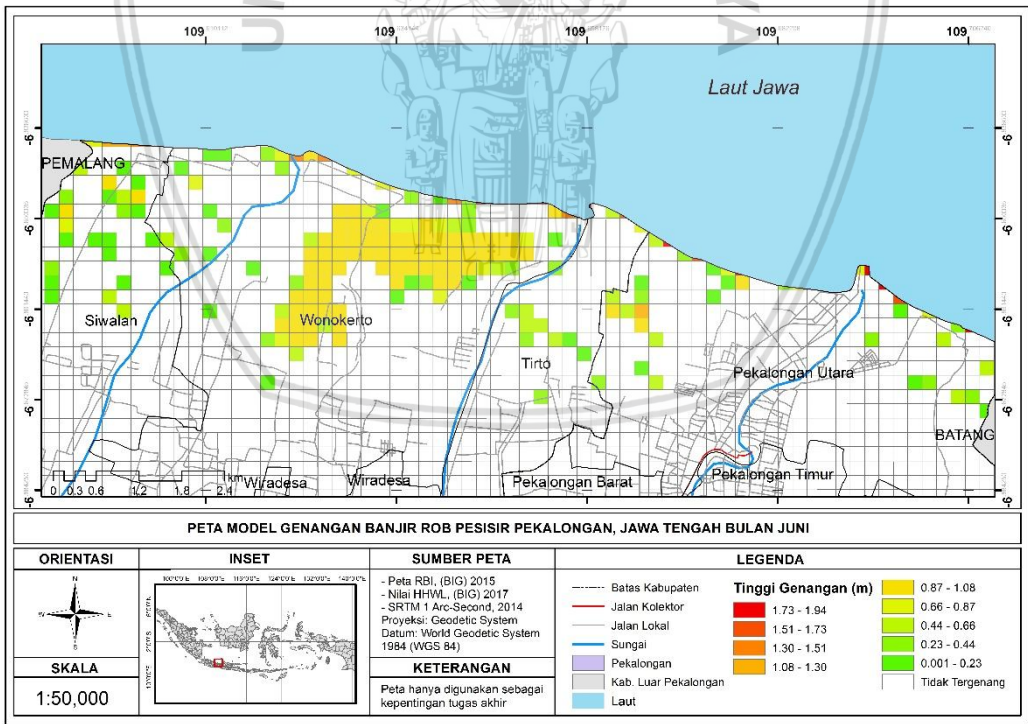 109
109
109
109
109
Laut Jawa
PEMALANG
Siwalan
Wonokerto
Tirto
Pekalongan Utara
BATANG
Wiradesa
Wiradesa
Pekalongan Barat
Pekalongan Timur
km
0 0.3 0.6 1.2 1.8 2.4
-6
-6
-6
-6
-6
-6
-6
-6
-6
-6
PETA MODEL GENANGAN BANJIR ROB PESISIR PEKALONGAN, JAWA TENGAH BULAN JUNI
ORIENTASI
N
W E
S
SKALA
1:50,000
INSET
SUMBER PETA
- Peta RBI, (BIG) 2015
- Nilai HHWL, (BIG) 2017
- SRTM 1 Arc-Second, 2014
Proyeksi: Geodetic System
Datum: World Geodetic System
1984 (WGS 84)
KETERANGAN
Peta hanya digunakan sebagai
kepentingan tugas akhir
LEGENDA
Batas Kabupaten
Jalan Kolektor
Jalan Lokal
Sungai
Pekalongan
Kab. Luar Pekalongan
Laut
Tinggi Genangan (m)
1.73 - 1.94
1.51 - 1.73
1.30 - 1.51
1.08 - 1.30
0.87 - 1.08
0.66 - 0.87
0.44 - 0.66
0.23 - 0.44
0.001 - 0.23
Tidak Tergenang